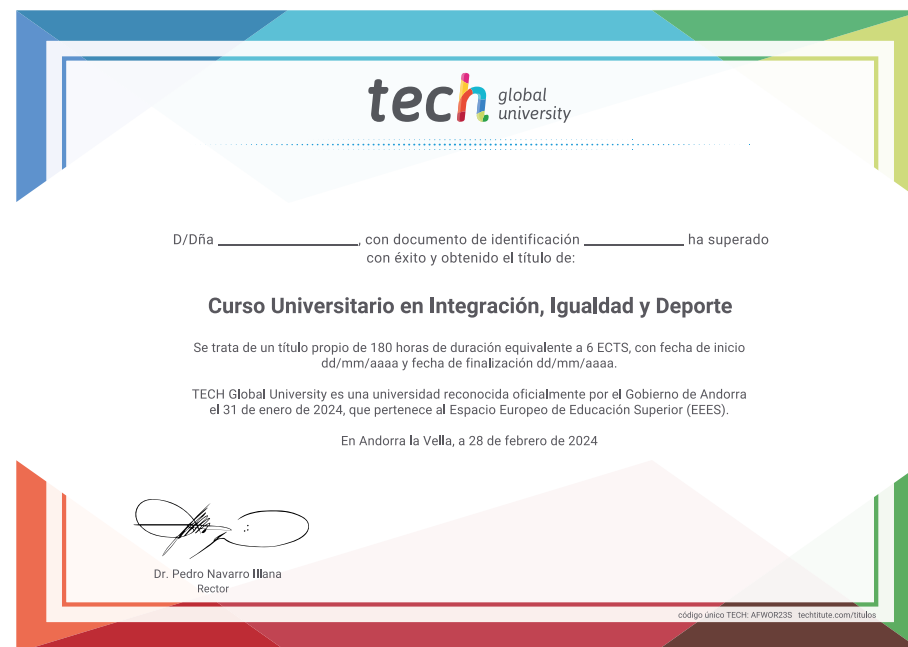 tech global university
D/Dña ______________, con documento de identificación __________ ha superado
con éxito y obtenido el título de:
Curso Universitario en Integración, Igualdad y Deporte
Se trata de un título propio de 180 horas de duración equivalente a 6 ECTS, con fecha de inicio
dd/mm/aaaa y fecha de finalización dd/mm/aaaa.
TECH Global University es una universidad reconocida oficialmente por el Gobierno de Andorra
el 31 de enero de 2024, que pertenece al Espacio Europeo de Educación Superior (EEES).
En Andorra la Vella, a 28 de febrero de 2024
Dr. Pedro Navarro Illana
Rector
código único TECH: AFWOR23S techtitute.com/titulos